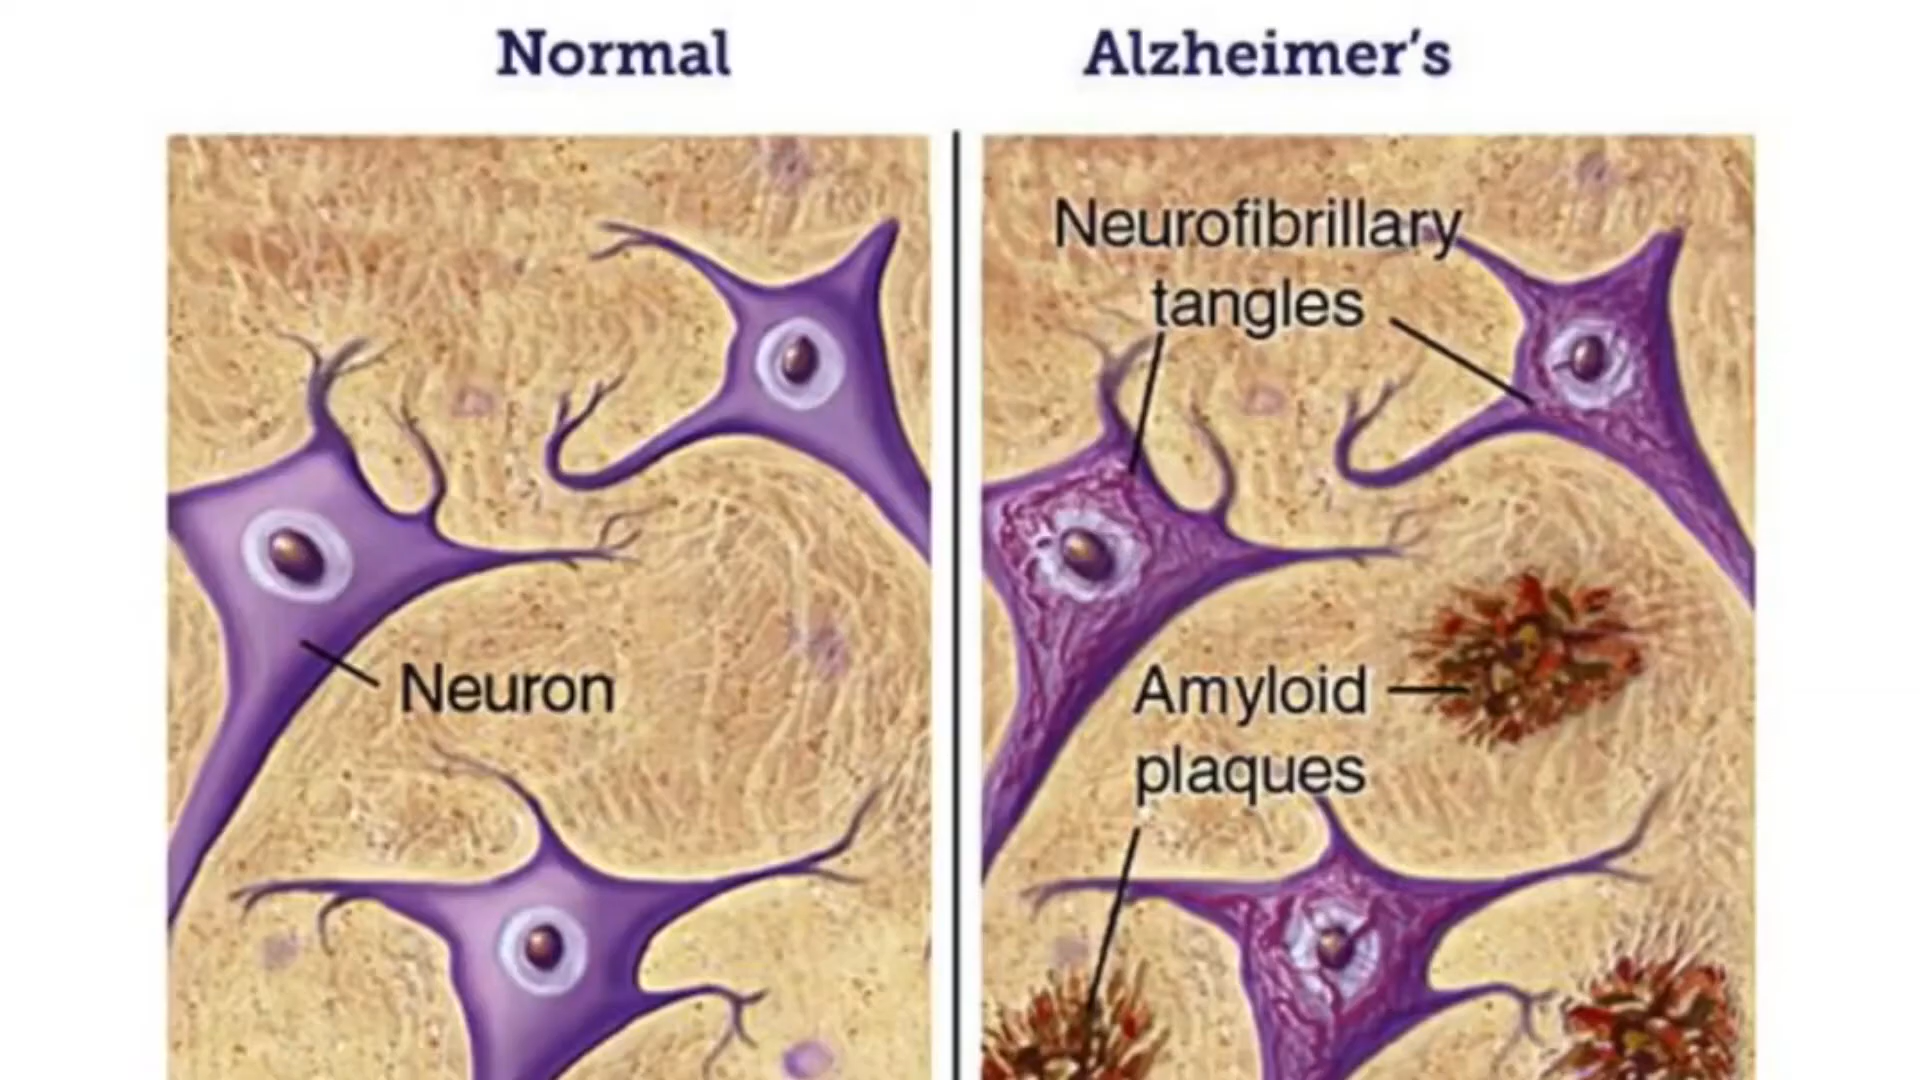 Normal
Alzheimer's
Neurofibrillary
tangles
Neuron
Amyloid
plaques